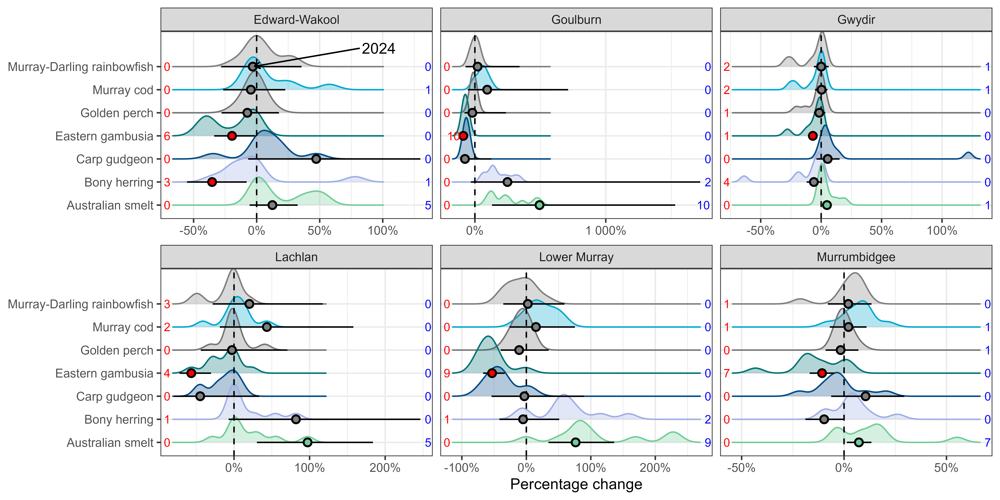 Edward-Wakool Goulburn Gwydir
2024
Murray-Darling rainbowfish 0 0 0 0 2 1
Murray cod 0 1 0 0 2 1
Golden perch 0 0 0 0 1 0
Eastern gambusia 6 0 10 0 1 0
Carp gudgeon 0 0 0 0 0 0
Bony herring 3 1 0 2 4 0
Australian smelt 0 5 0 10 0 1
-50% 0% 50% 100% 0% 1 000% -50% 0% 50% 100%
Lachlan Lower Murray Murrumbidgee
Murray-Darling rainbowfish 3 0 0 0 1 0
Murray cod 2 0 0 0 1 1
Golden perch 0 0 0 0 0 1
Eastern gambusia 4 0 9 0 7 0
Carp gudgeon 0 0 0 0 0 0
Bony herring 1 0 1 2 0 0
Australian smelt 0 5 0 9 0 7
0% 100% 200% -100% 0% 100% 200% -50% 0% 50%
Percentage change